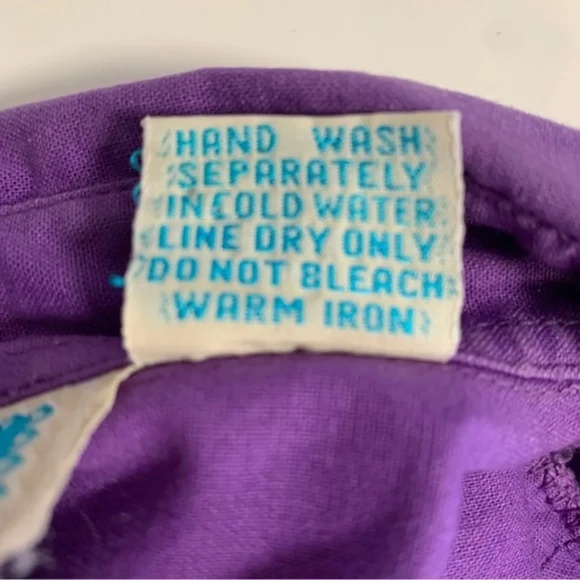 HAND WASH
SEPARATELY
IN COLD WATER
LINE DRY ONLY
DO NOT BLEACH
WARM IRON